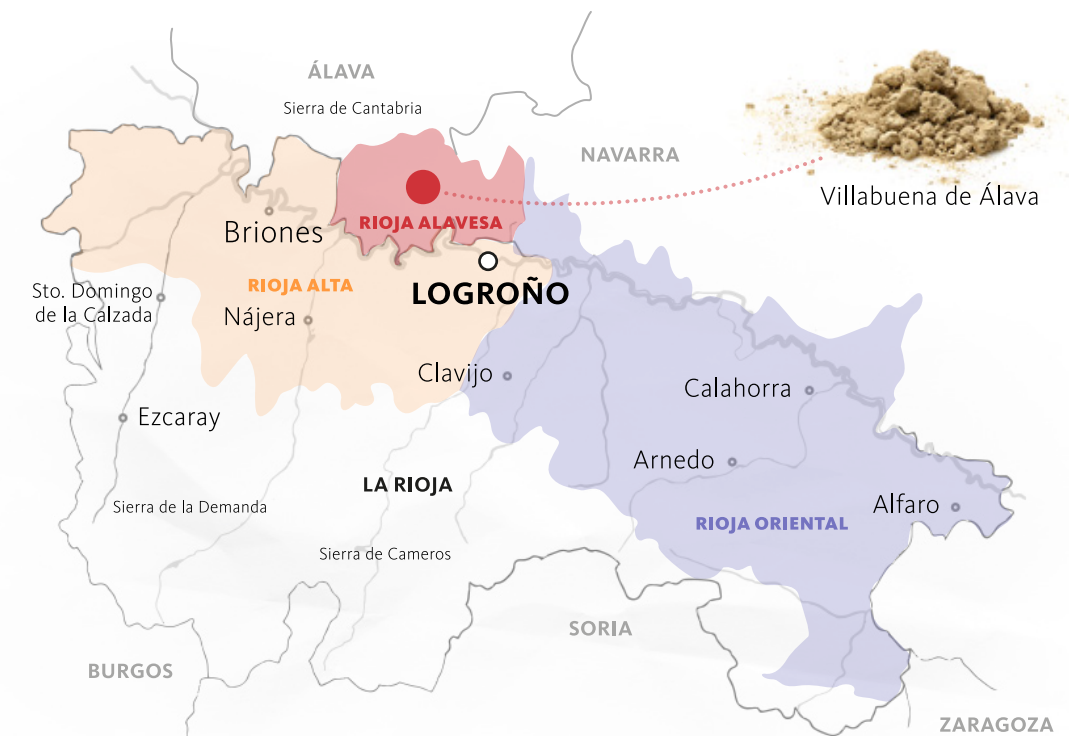 ÁLAVA
Sierra de Cantabria
NAVARRA
Villabuena de Álava
RIOJA ALAVESA
Briones
RIOJA ALTA
LOGROÑO
Sto. Domingo
de la Calzada
Nájera
Clavijo
Calahorra
Ezcaray
Arnedo
LA RIOJA
Sierra de la Demanda
Alfaro
RIOJA ORIENTAL
Sierra de Cameros
SORIA
BURGOS
ZARAGOZA